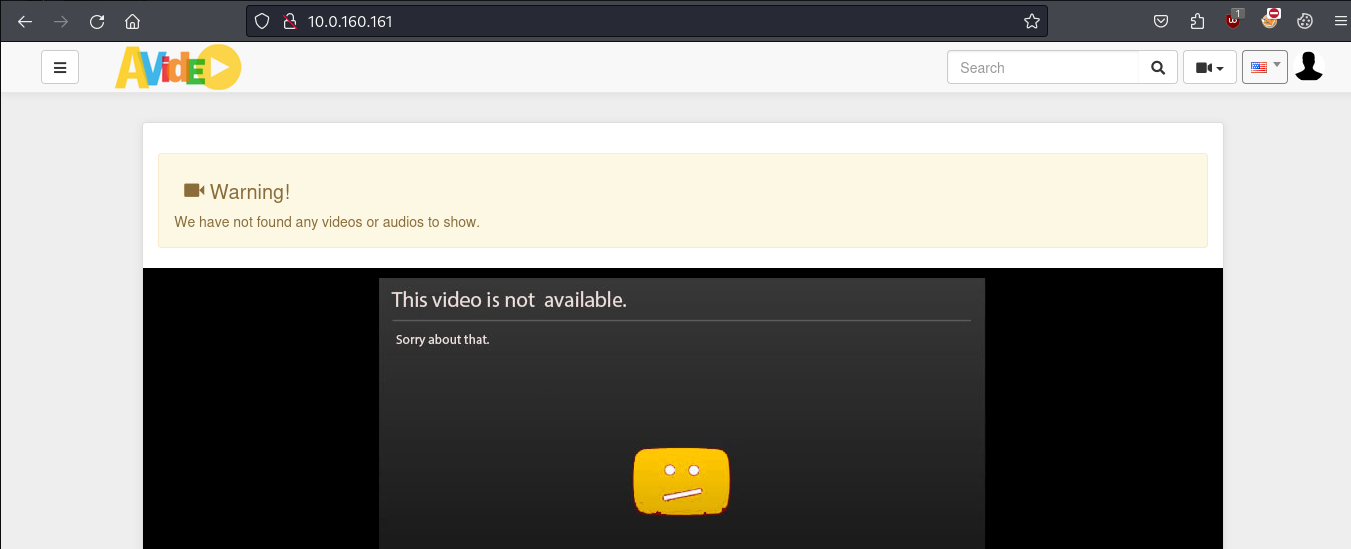 10.0.160.161
1
AVideO
Search
Warning!
We have not found any videos or audios to show.
This video is not available.
Sorry about that.